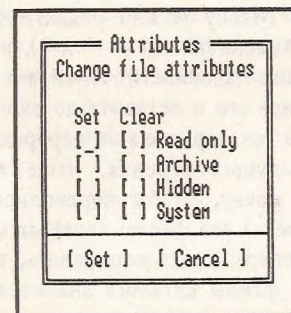 Attributes
Change file attributes
Set Clear
[ ] [ ] Read only
[ ] [ ] Archive
[ ] [ ] Hidden
[ ] [ ] System
[ Set [ Cancel ]